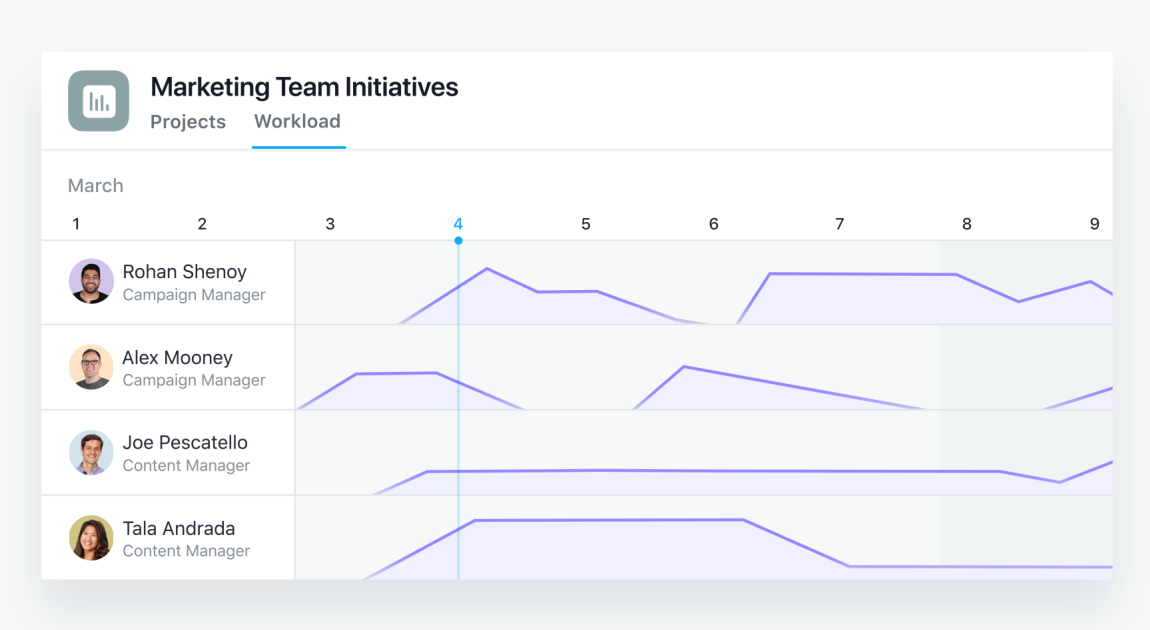 Marketing Team Initiatives
Projects Workload
March
1 2 3 4 5 6 7 8 9
Rohan Shenoy
Campaign Manager
Alex Mooney
Campaign Manager
Joe Pescatello
Content Manager
Tala Andrada
Content Manager